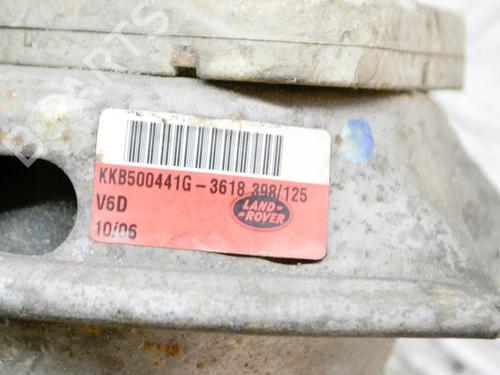 KKB500441G-3618 398/125
V6D
LAND-
-ROVER
10/06